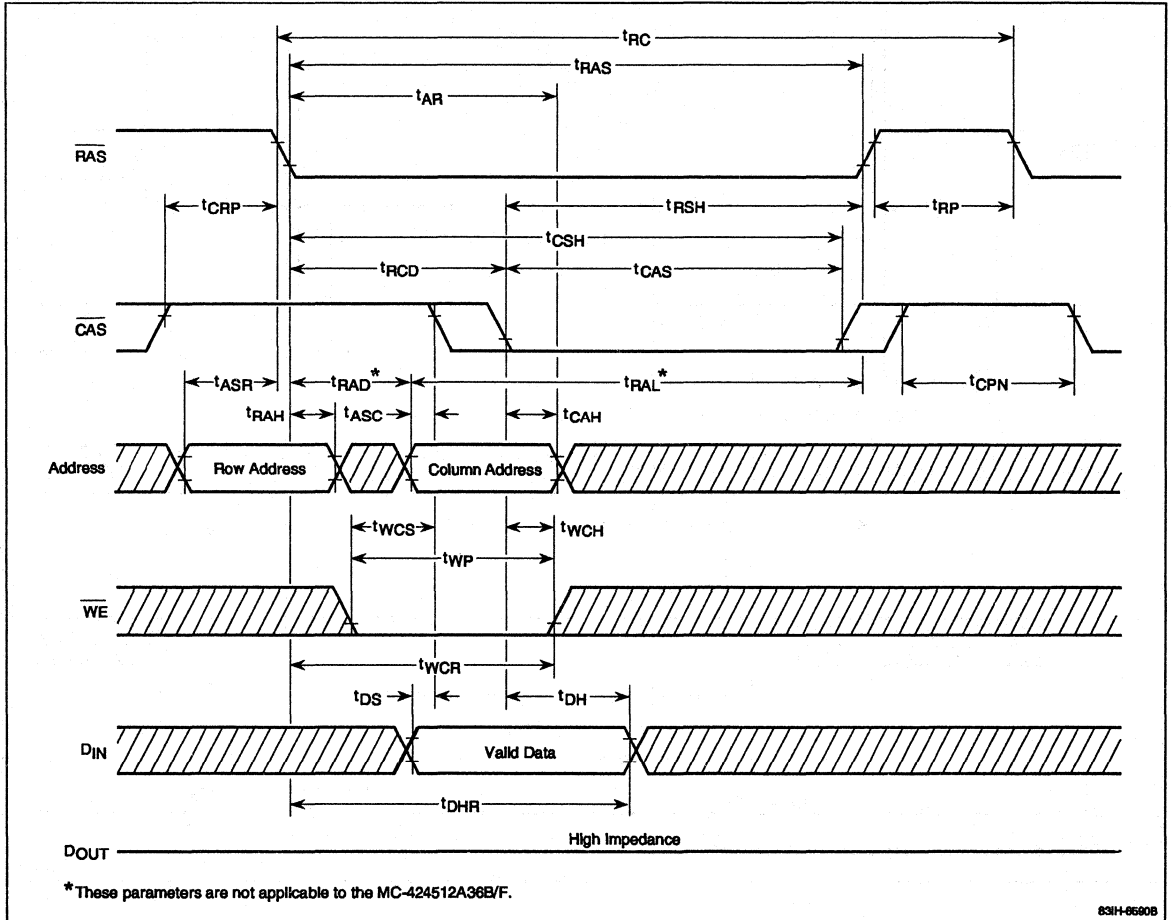 tRC
tRAS
tAR
RAS
tCRP
tRSH
tRP
tCSH
tRCD
tCAS
CAS
tASR
tRAD*
tRAL*
tCPN
tRAH
tASC
tCAH
Address
Row Address
Column Address
tWCS
tWCH
tWP
WE
tWCR
tDS
tDH
DIN
Valid Data
tDHR
High Impedance
DOUT
*These parameters are not applicable to the MC-424512A36B/F.
83IH-6590B